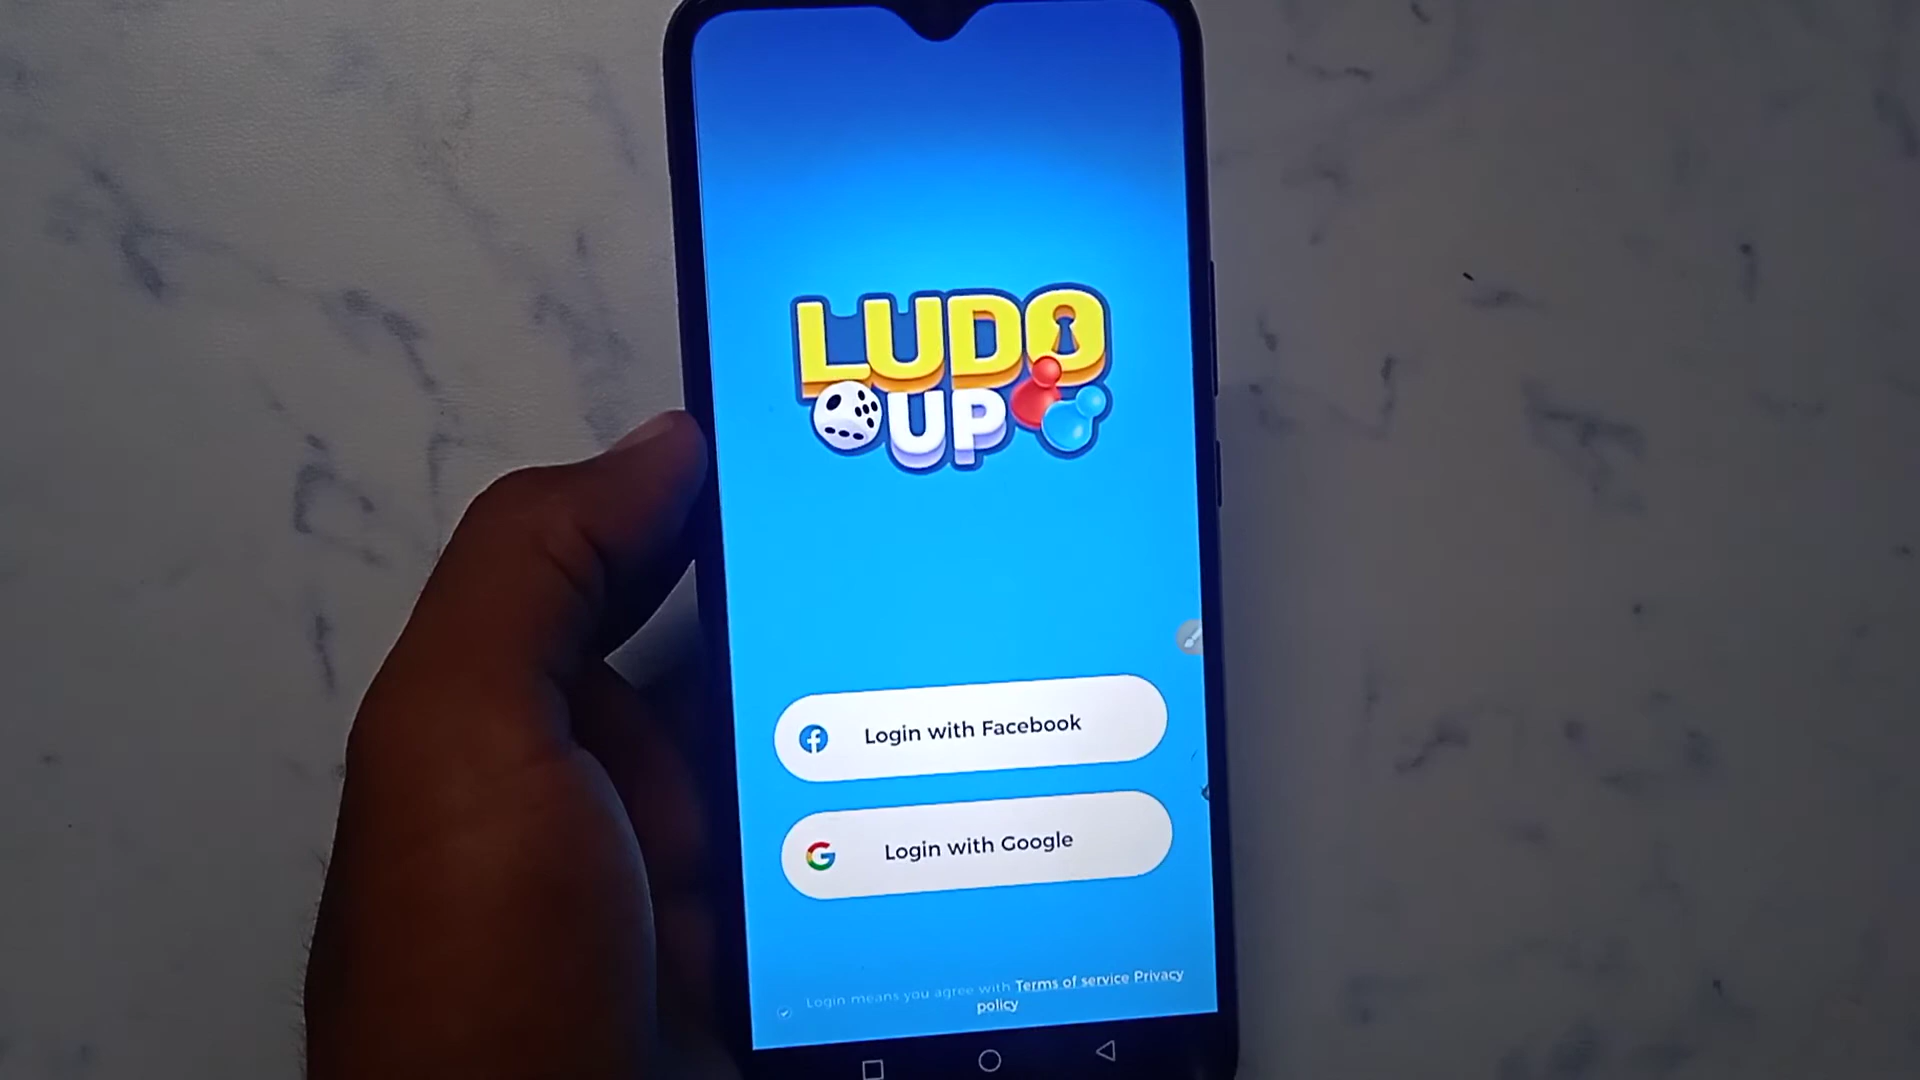 LUDO
UP
Login with Facebook
Login with Google
Login means you agree with Terms of service Privacy
policy